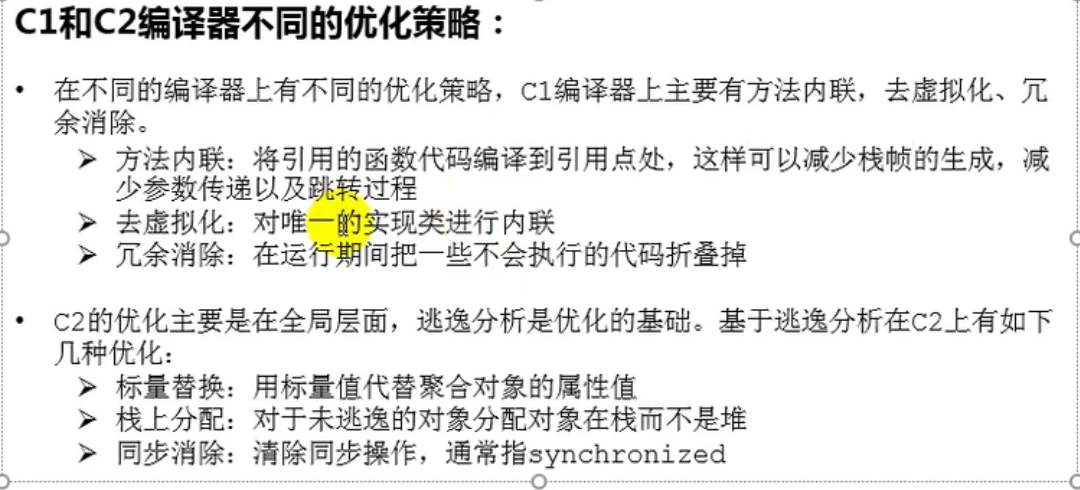 C1和C2编译器不同的优化策略：
• 在不同的编译器上有不同的优化策略，C1编译器上主要有方法内联，去虚拟化、冗
余消除。
➢ 方法内联：将引用的函数代码编译到引用点处，这样可以减少栈帧的生成，减
少参数传递以及跳转过程
➢ 去虚拟化：对唯一的实现类进行内联
➢ 冗余消除：在运行期间把一些不会执行的代码折叠掉
• C2的优化主要是在全局层面，逃逸分析是优化的基础。基于逃逸分析在C2上有如下
几种优化：
➢ 标量替换：用标量值代替聚合对象的属性值
➢ 栈上分配：对于未逃逸的对象分配对象在栈而不是堆
➢ 同步消除：清除同步操作，通常指synchronized